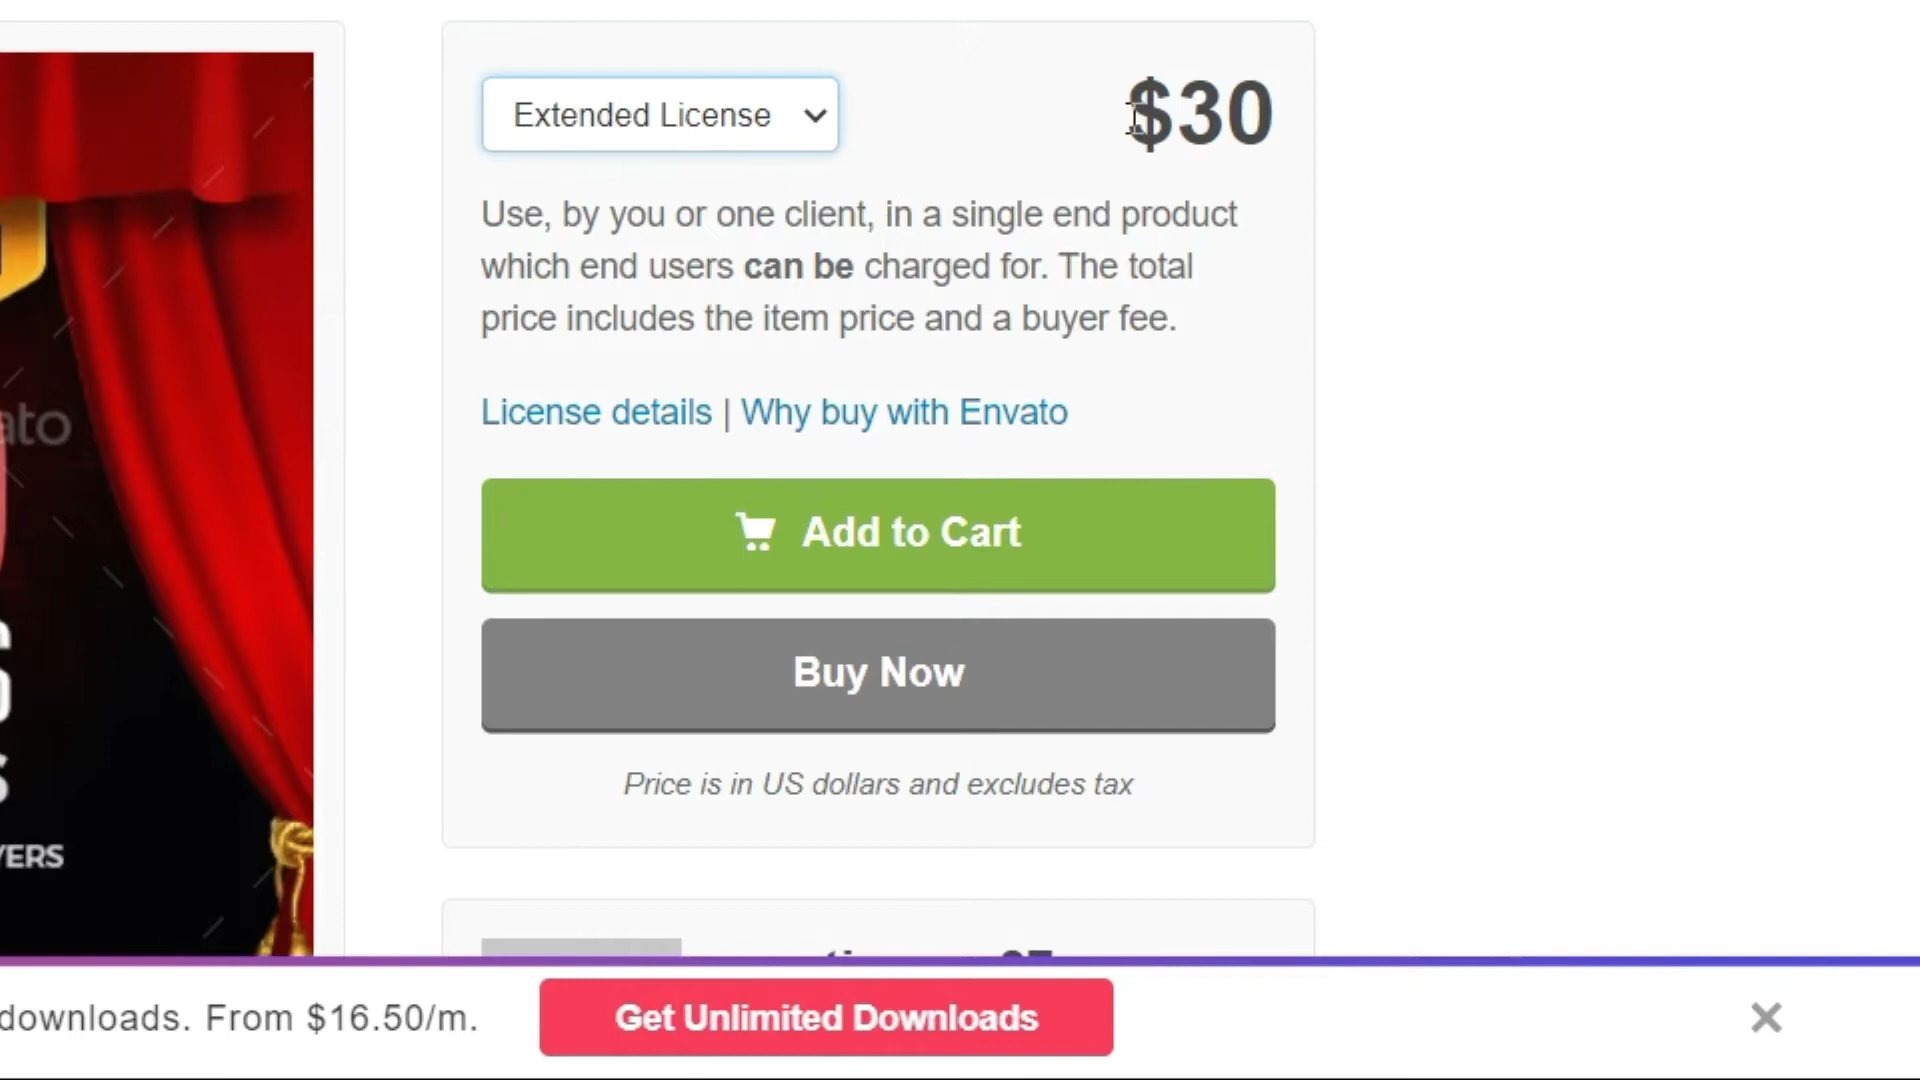 Extended License
$30
Use, by you or one client, in a single end product
which end users can be charged for. The total
price includes the item price and a buyer fee.
License details | Why buy with Envato
Add to Cart
Buy Now
Price is in US dollars and excludes tax
downloads. From $16.50/m.
Get Unlimited Downloads